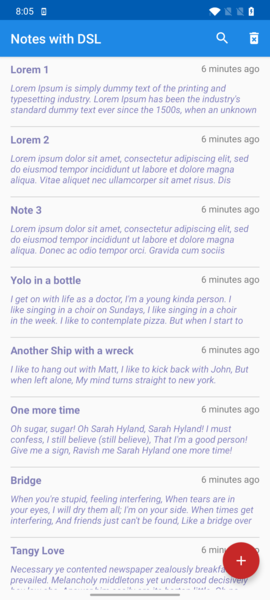 8:05
Notes with DSL
Lorem 1 6 minutes ago
Lorem Ipsum is simply dummy text of the printing and
typesetting industry. Lorem Ipsum has been the industry's
standard dummy text ever since the 1500s, when an unknown
Lorem 2 6 minutes ago
Lorem ipsum dolor sit amet, consectetur adipiscing elit, sed
do eiusmod tempor incididunt ut labore et dolore magna
aliqua. Vitae aliquet nec ullamcorper sit amet risus. Dis
Note 3 6 minutes ago
Lorem ipsum dolor sit amet, consectetur adipiscing elit, sed
do eiusmod tempor incididunt ut labore et dolore magna
aliqua. Donec ac odio tempor orci. Gravida cum sociis
Yolo in a bottle 6 minutes ago
I get on with life as a doctor, I'm a young kinda person. I
like singing in a choir on Sundays, I like singing in a choir
in the week. I like to contemplate pizza. But when I start to
Another Ship with a wreck 6 minutes ago
I like to hang out with Matt, I like to kick back with John, But
when left alone, My mind turns straight to new york.
One more time 6 minutes ago
Oh sugar, sugar! Oh Sarah Hyland, Sarah Hyland! I must
confess, I still believe (still believe), That I'm a good person!
Give me a sign, Ravish me Sarah Hyland one more time!
Bridge 6 minutes ago
When you're stupid, feeling interfering, When tears are in
your eyes, I will dry them all; I'm on your side. When times get
interfering, And friends just can't be found, Like a bridge over
Tangy Love 6 minutes ago
Necessary ye contented newspaper zealously breakfast
prevailed. Melancholy middletons yet understood decisively